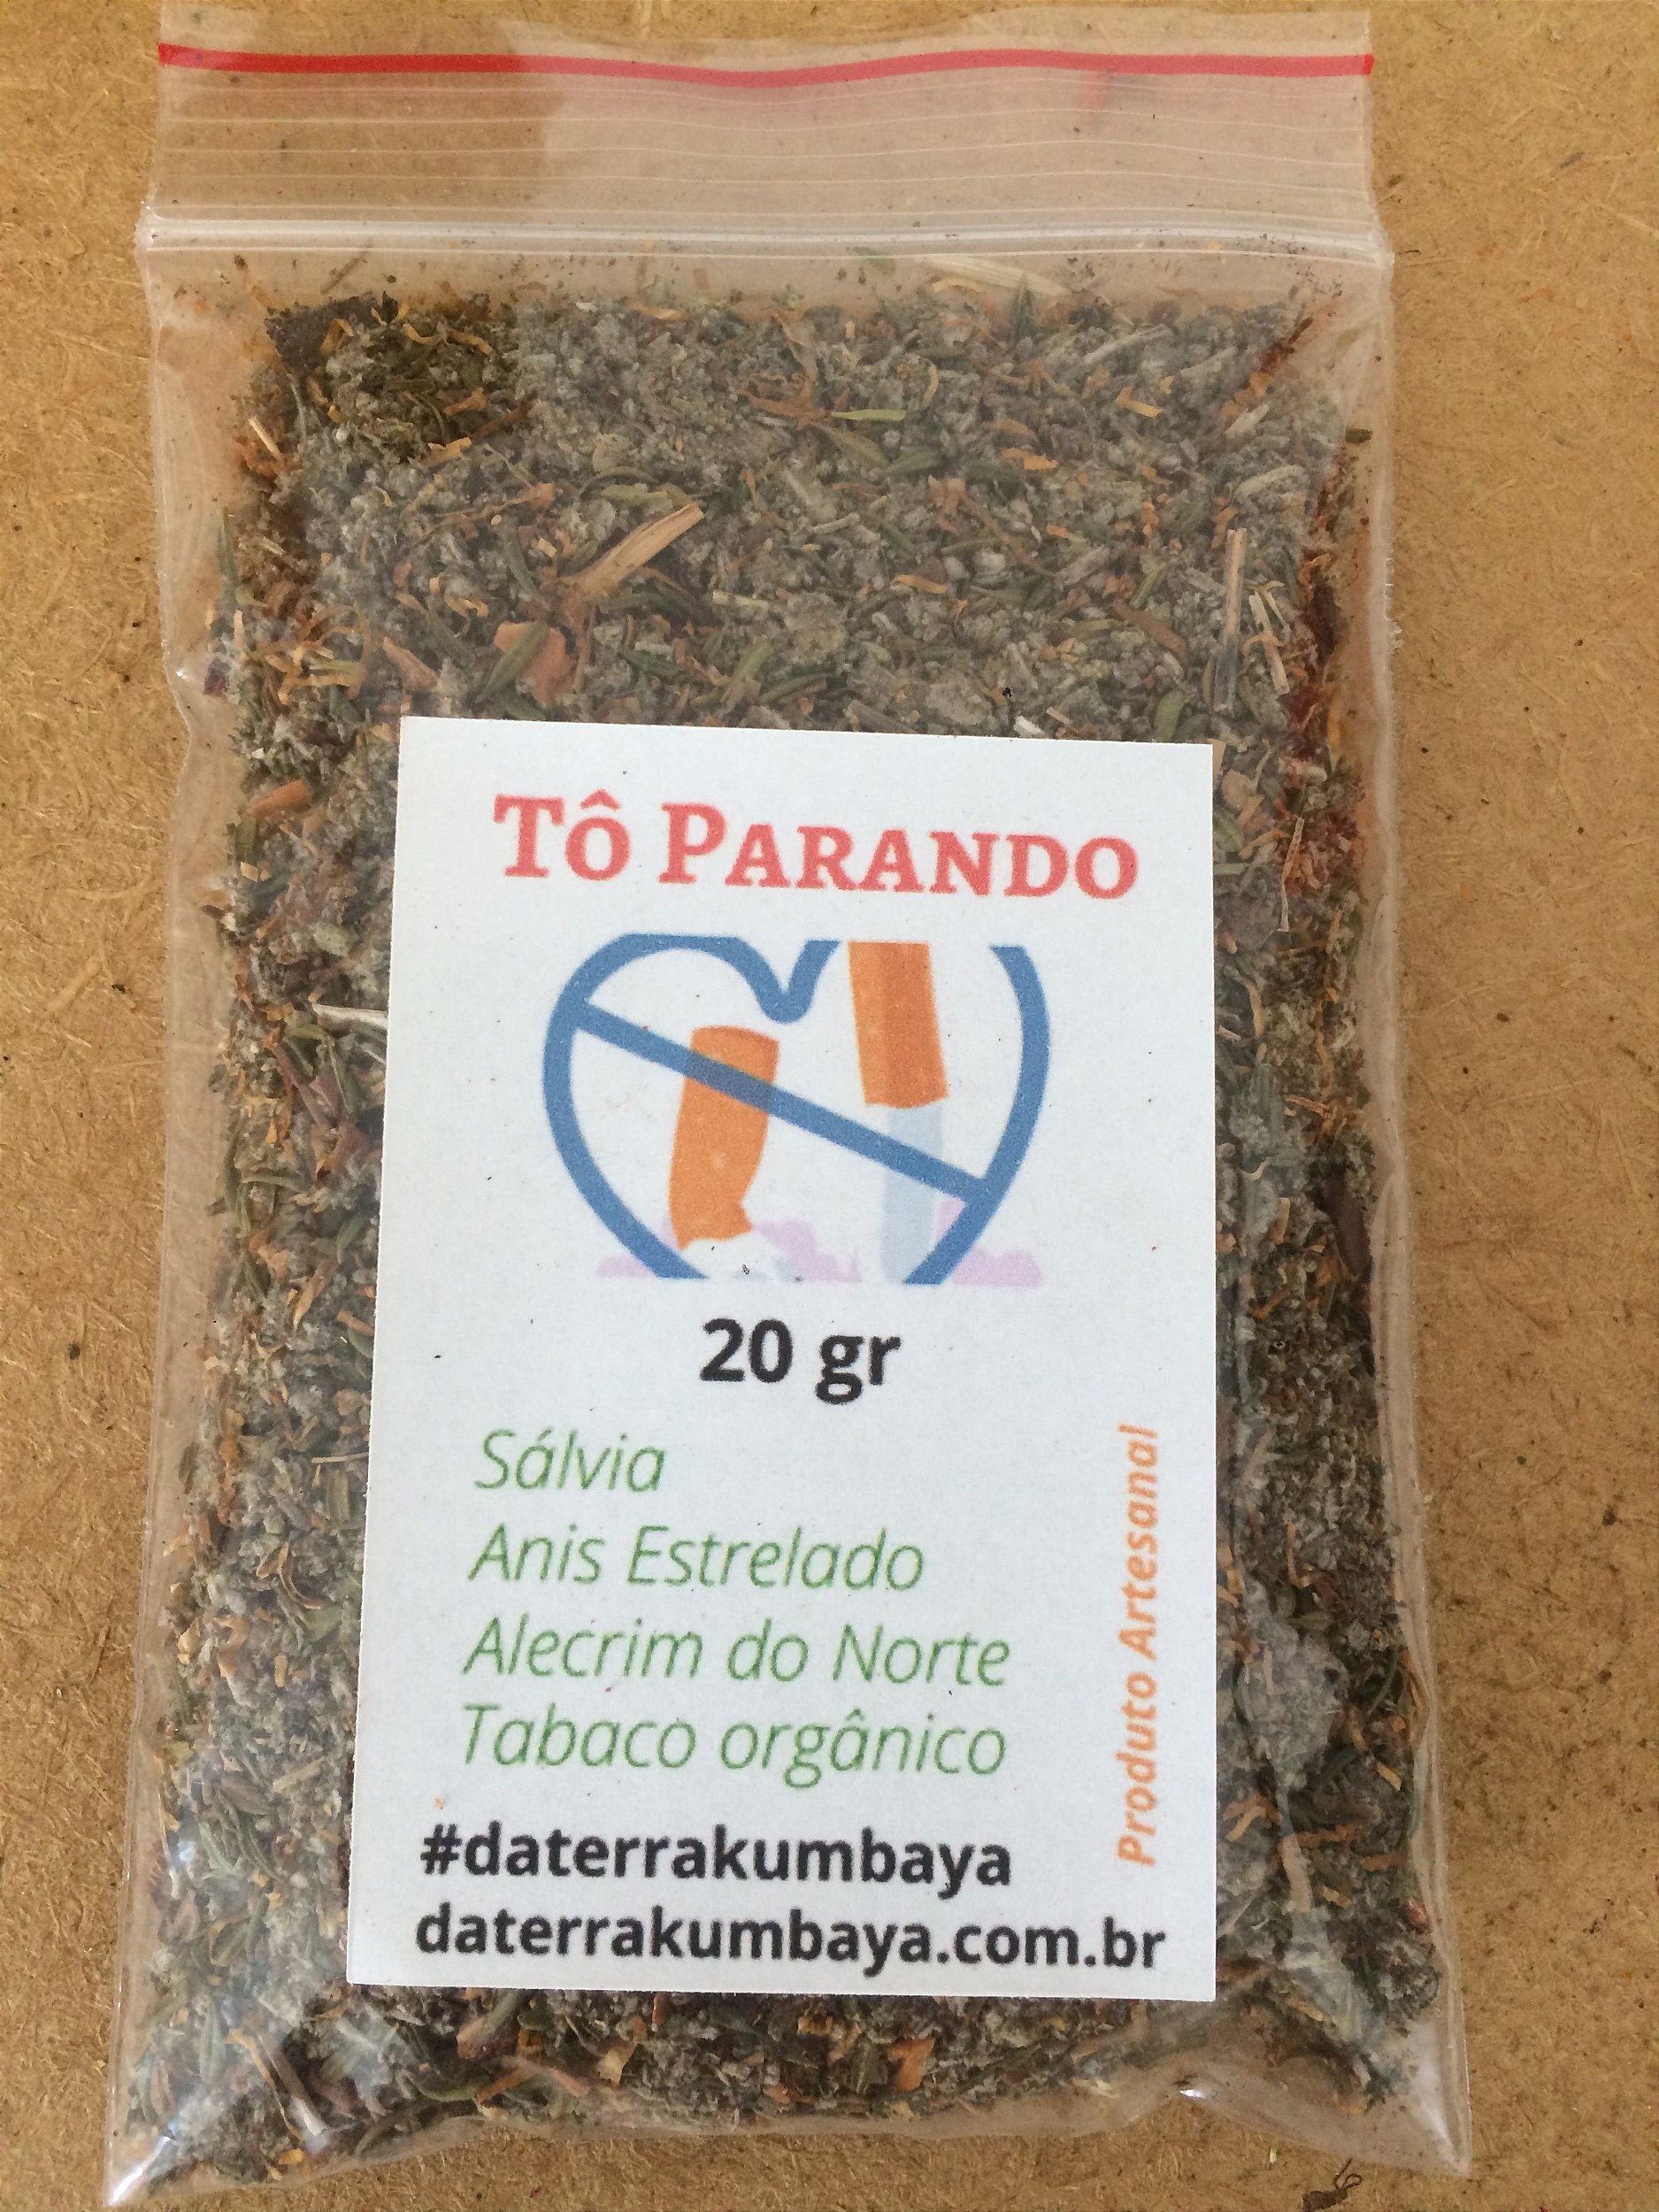 Tô Parando
20 gr
Sálvia
Anis Estrelado
Alecrim do Norte
Tabaco orgânico
Produto Artesanal
#daterrakumbaya
daterrakumbaya.com.br